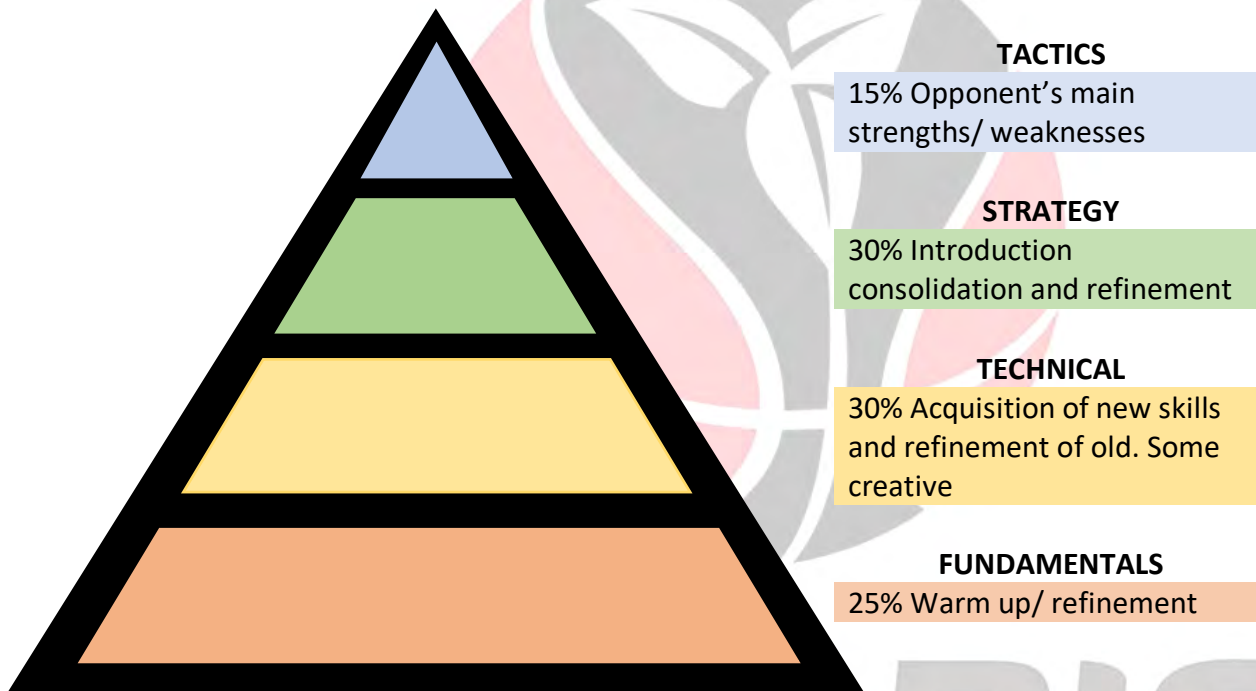 TACTICS
15% Opponent’s main
strengths/ weaknesses
STRATEGY
30% Introduction
consolidation and refinement
TECHNICAL
30% Acquisition of new skills
and refinement of old. Some
creative
FUNDAMENTALS
25% Warm up/ refinement